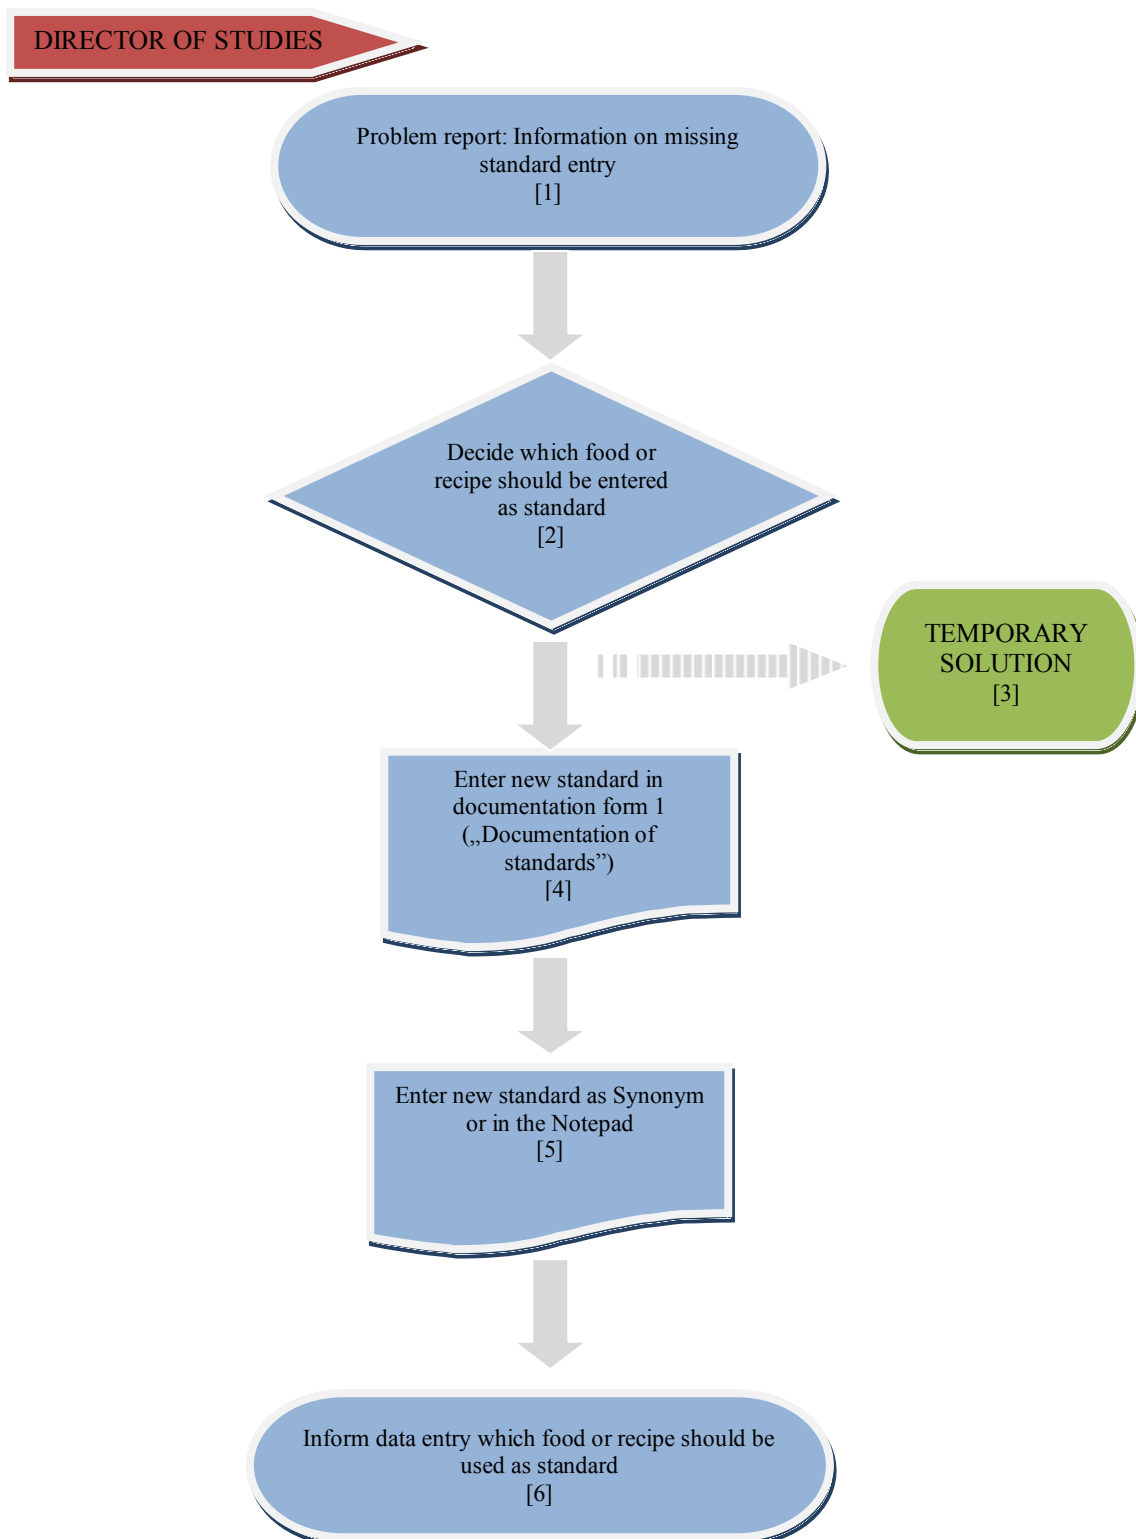 DIRECTOR OF STUDIES
Problem report: Information on missing
standard entry
[1]
Decide which food or
recipe should be entered
as standard
[2]
TEMPORARY
SOLUTION
[3]
Enter new standard in
documentation form 1
(„Documentation of
standards”)
[4]
Enter new standard as Synonym
or in the Notepad
[5]
Inform data entry which food or recipe should be
used as standard
[6]